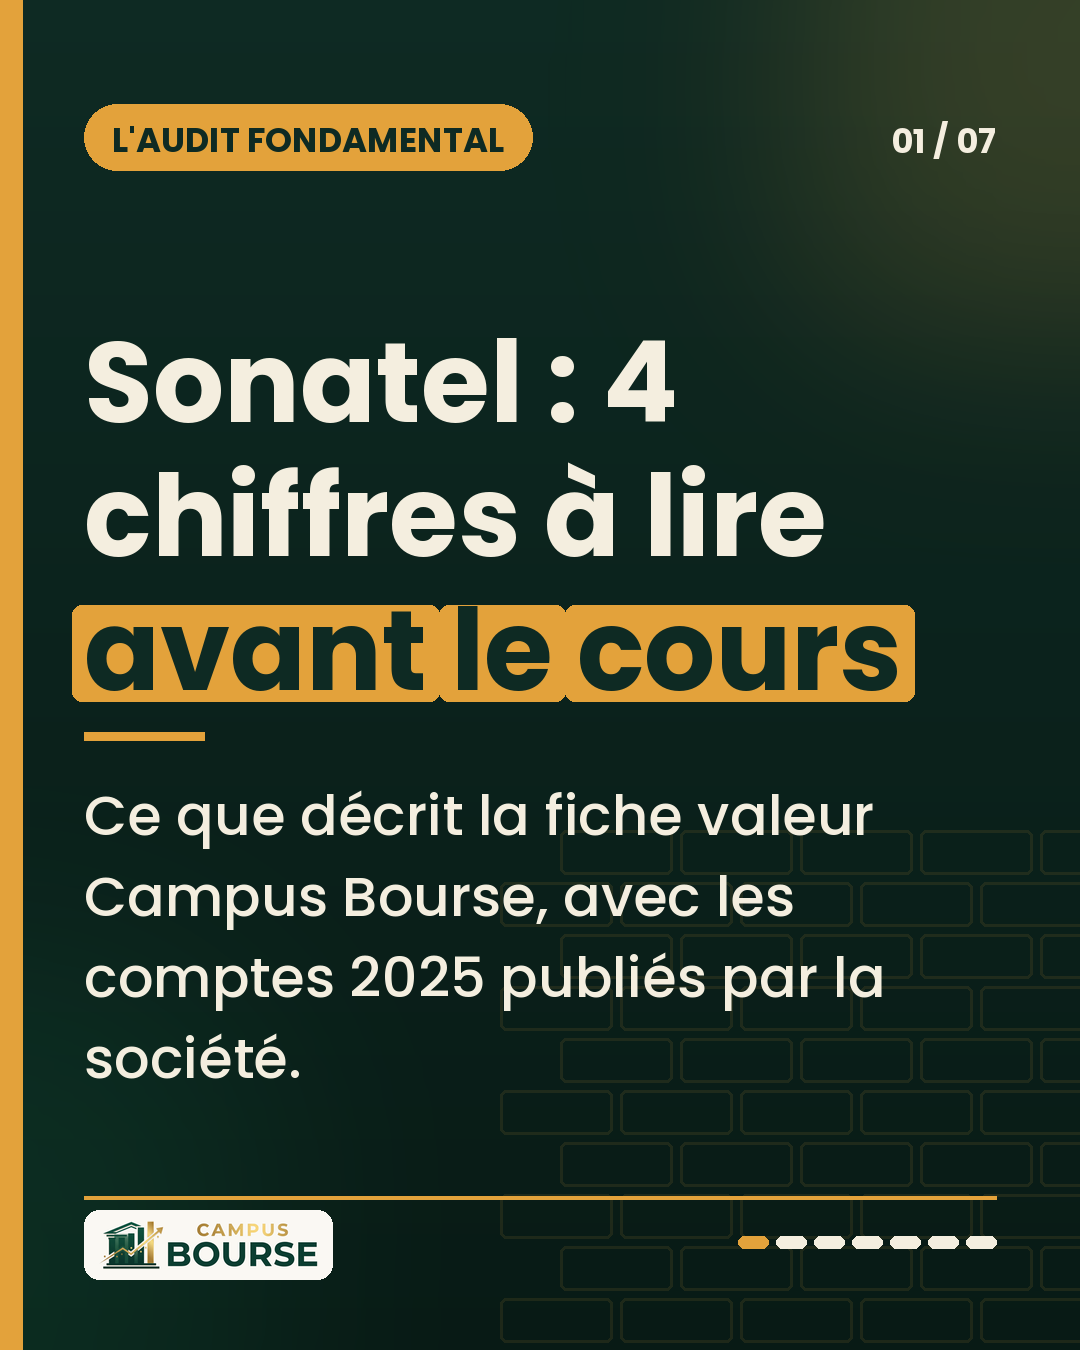 L'AUDIT FONDAMENTAL
01 / 07
Sonatel : 4
chiffres à lire
avant le cours
Ce que décrit la fiche valeur
Campus Bourse, avec les
comptes 2025 publiés par la
société.
CAMPUS
BOURSE